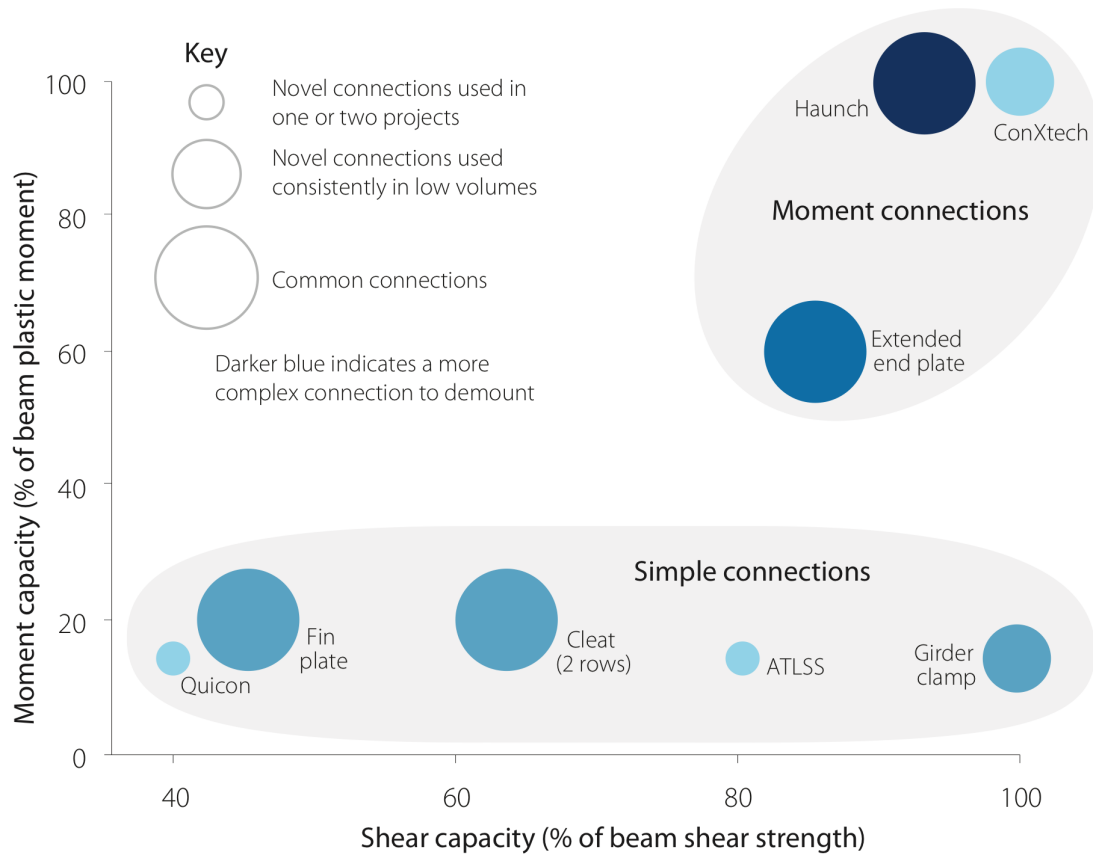 Key
Novel connections used in
one or two projects
Novel connections used
consistently in low volumes
Common connections
Darker blue indicates a more
complex connection to demount
Moment capacity (% of beam plastic moment)
100
80
60
40
20
0
Haunch
ConXtech
Moment connections
Extended
end plate
Simple connections
Fin
plate
Quicon
Cleat
(2 rows)
ATLSS
Girder
clamp
40
60
80
100
Shear capacity (% of beam shear strength)